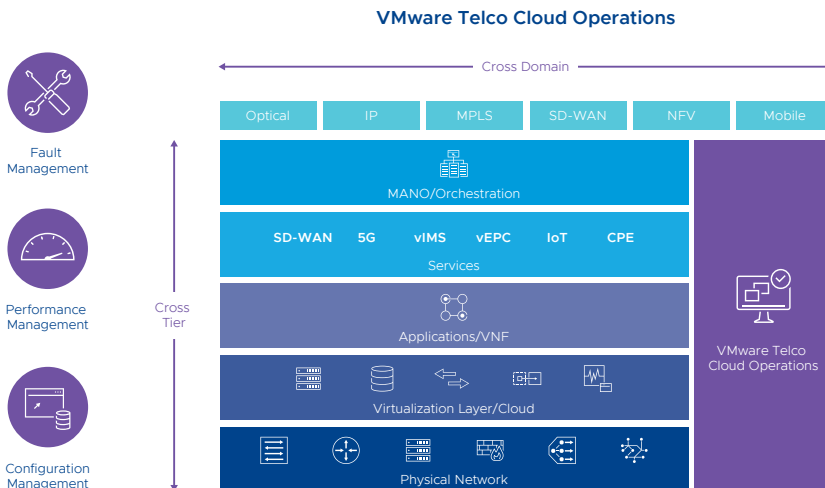 VMware Telco Cloud Operations
Cross Domain
Optical
IP
MPLS
SD-WAN
NFV
Mobile
Fault
Management
MANO/Orchestration
SD-WAN
5G
vIMS
vEPC
IoT
CPE
Services
Performance
Management
Cross
Tier
Applications/VNF
VMware Telco
Cloud Operations
Virtualization Layer/Cloud
Configuration
Management
Physical Network